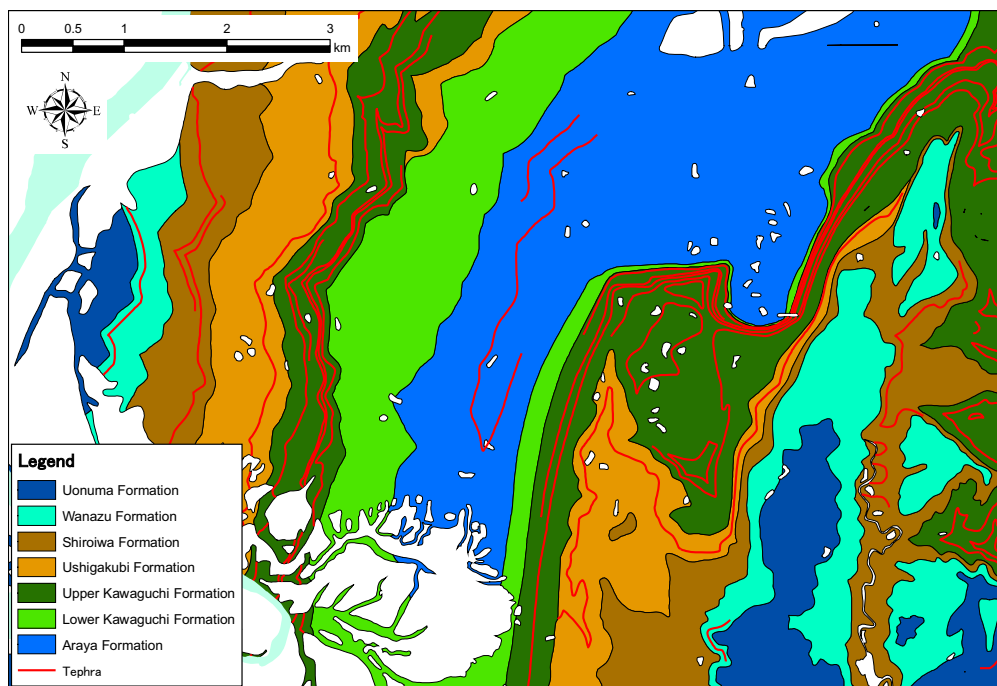 0 0.5 1 2 3
km
N
W E
S
Legend
Uonuma Formation
Wanazu Formation
Shiroiwa Formation
Ushigakubi Formation
Upper Kawaguchi Formation
Lower Kawaguchi Formation
Araya Formation
Tephra